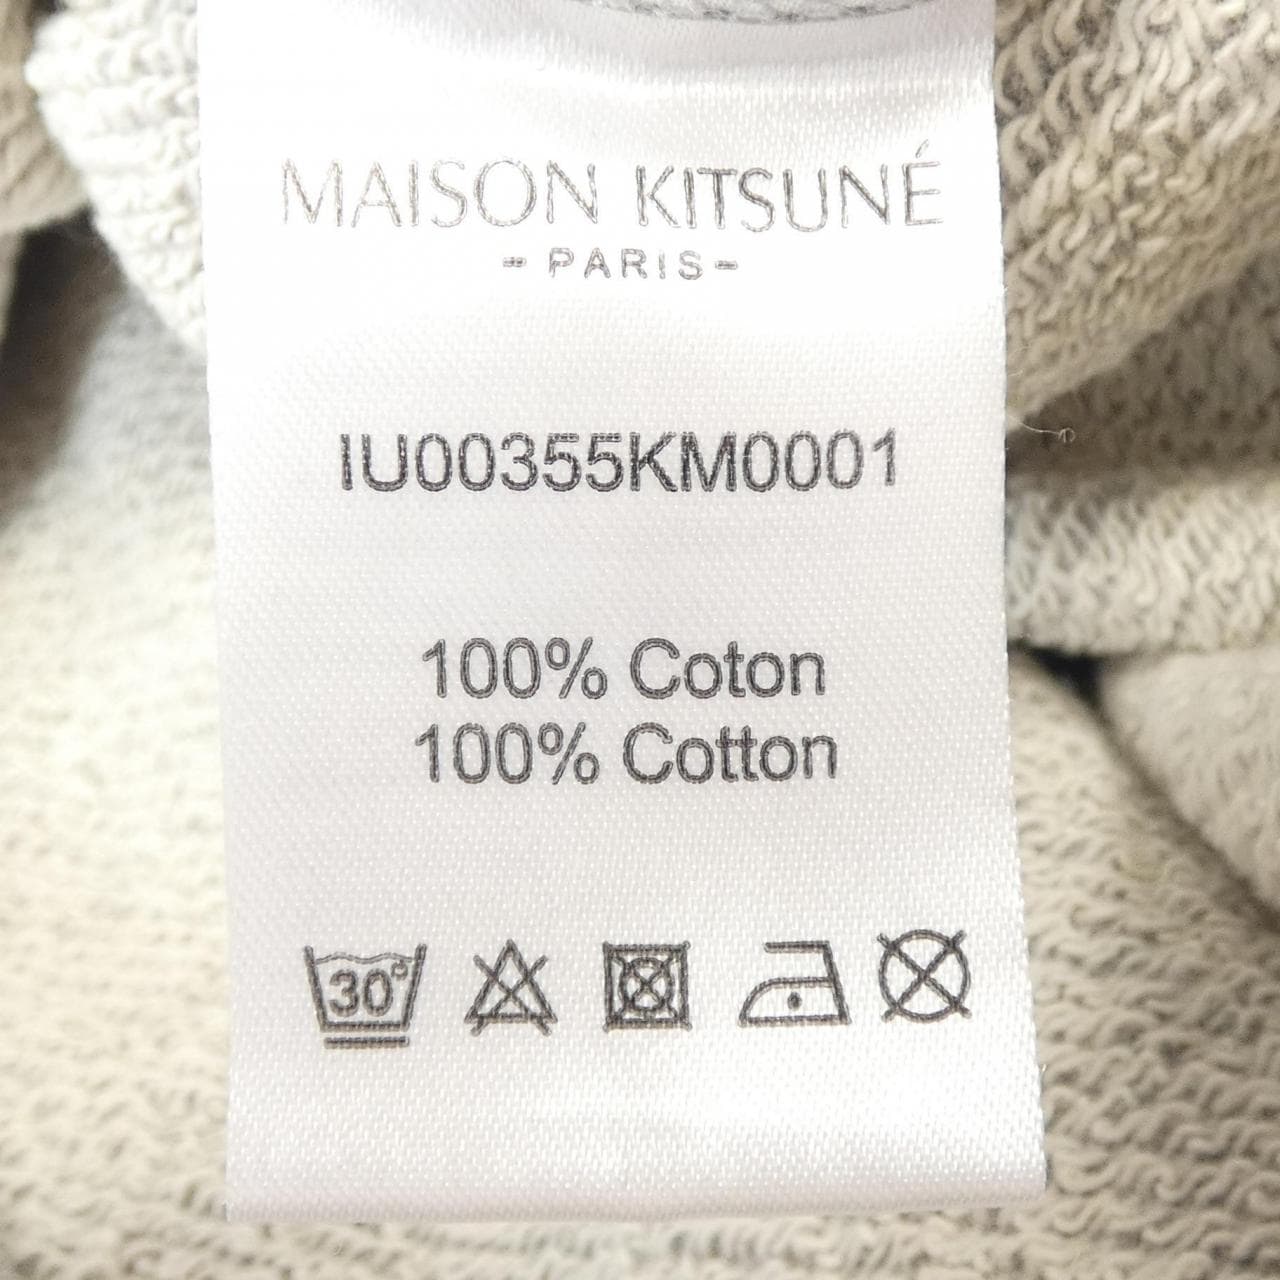 MAISON KITSUNÉ
- PARIS -
IU00355KM0001
100% Coton
100% Cotton
30°